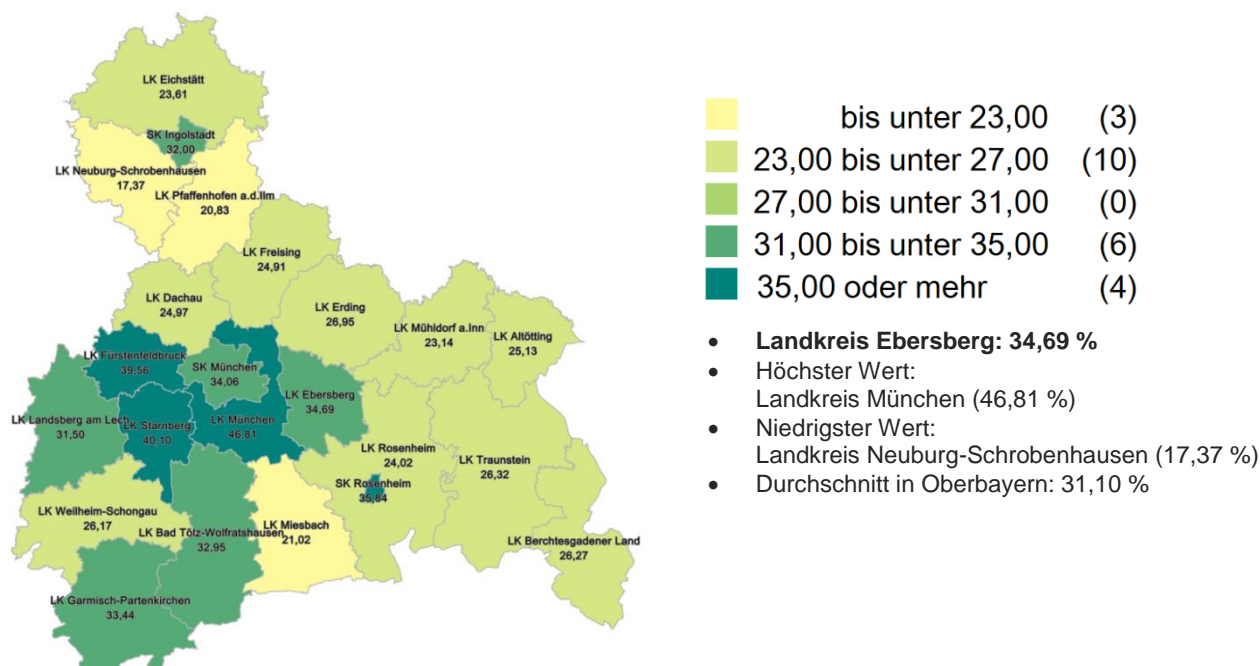 LK Eichstätt
23,61
SK Ingolstadt
32,00
LK Neuburg-Schrobenhausen
17,37
LK Pfaffenhofen a.d.Ilm
20,83
LK Freising
24,91
LK Dachau
24,97
LK Erding
26,95
LK Mühldorf a.Inn
23,14
LK Altötting
25,13
LK Fürstenfeldbruck
39,56
SK München
34,06
LK Ebersberg
34,69
LK Landsberg am Lech
31,50
LK Starnberg
40,10
LK München
46,81
LK Rosenheim
24,02
LK Traunstein
26,32
SK Rosenheim
35,84
LK Weilheim-Schongau
26,17
LK Bad Tölz-Wolfratshausen
32,95
LK Miesbach
21,02
LK Berchtesgadener Land
26,27
LK Garmisch-Partenkirchen
33,44
bis unter 23,00 (3)
23,00 bis unter 27,00 (10)
27,00 bis unter 31,00 (0)
31,00 bis unter 35,00 (6)
35,00 oder mehr (4)
• Landkreis Ebersberg: 34,69 %
• Höchster Wert:
Landkreis München (46,81 %)
• Niedrigster Wert:
Landkreis Neuburg-Schrobenhausen (17,37 %)
• Durchschnitt in Oberbayern: 31,10 %